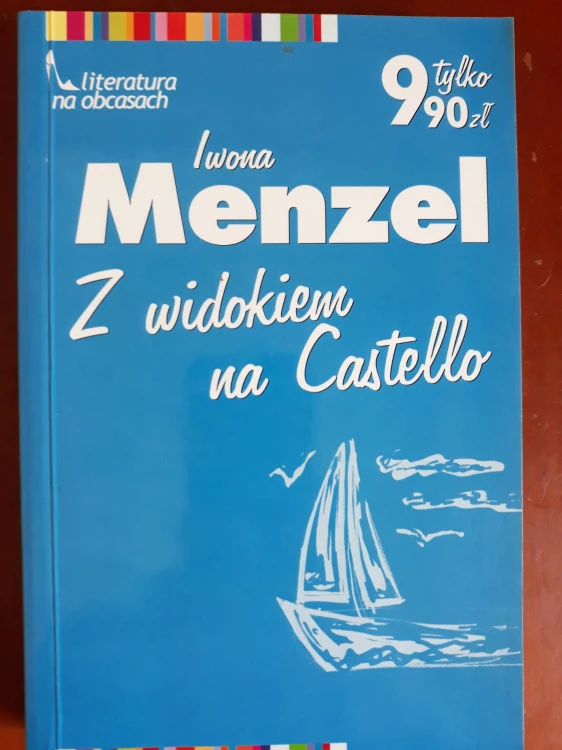 literatura
na obcasach
tylko
9 90 zł
Iwona
Menzel
Z widokiem
na Castello